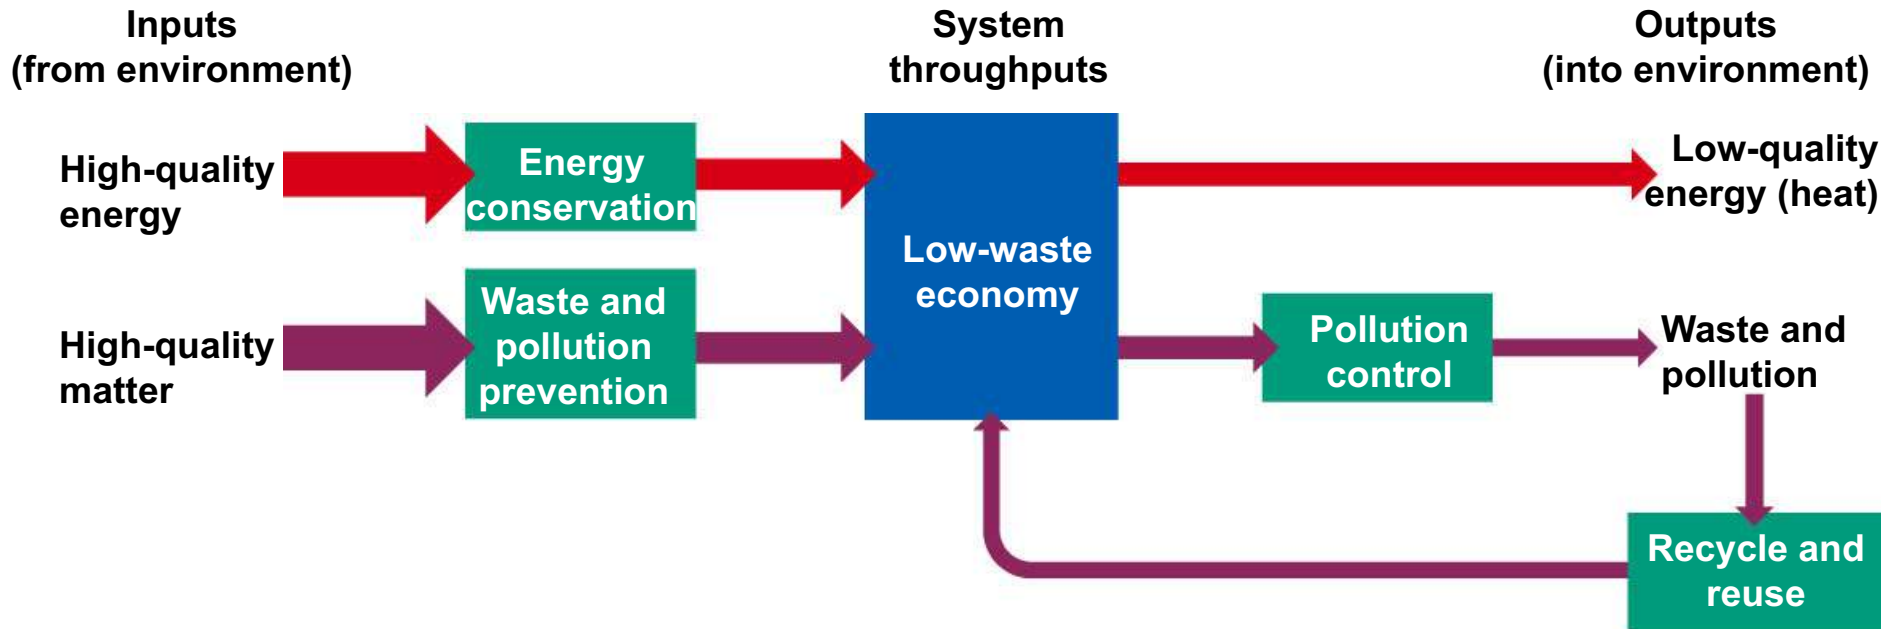 Inputs
(from environment)
System
throughputs
Outputs
(into environment)
High-quality
energy
Energy
conservation
Low-quality
energy (heat)
Low-waste
economy
High-quality
matter
Waste and
pollution
prevention
Pollution
control
Waste and
pollution
Recycle and
reuse